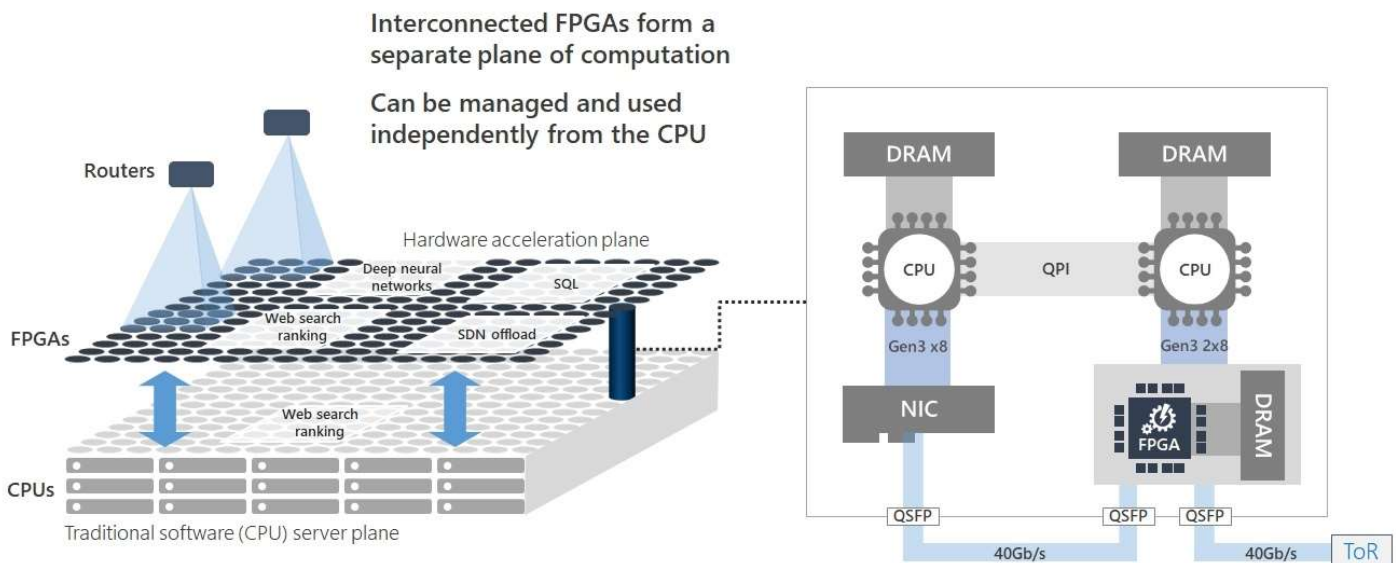 Interconnected FPGAs form a
separate plane of computation
Can be managed and used
independently from the CPU
Routers
Hardware acceleration plane
Deep neural
networks
SQL
Web search
ranking
SDN offload
FPGAs
Web search
ranking
CPUs
Traditional software (CPU) server plane
DRAM
DRAM
CPU
QPI
CPU
Gen3 x8
Gen3 2x8
NIC
FPGA
DRAM
QSFP
QSFP
QSFP
40Gb/s
40Gb/s
ToR